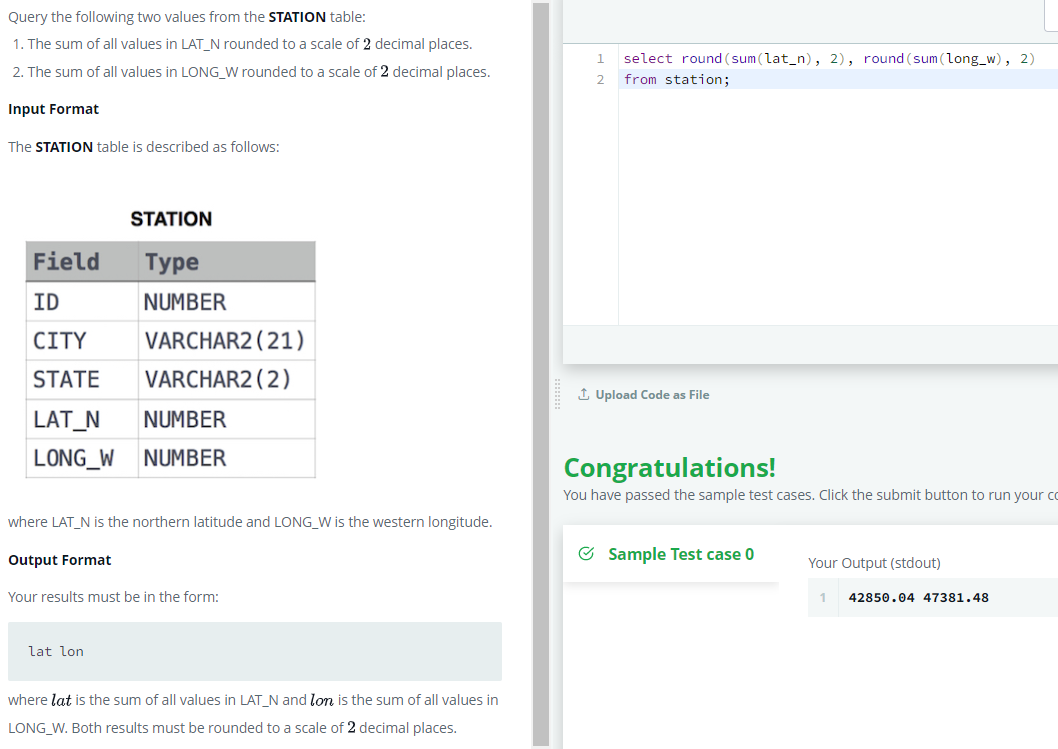 Query the following two values from the STATION table:
1. The sum of all values in LAT_N rounded to a scale of 2 decimal places.
2. The sum of all values in LONG_W rounded to a scale of 2 decimal places.
Input Format
The STATION table is described as follows:
STATION
Field Type
ID NUMBER
CITY VARCHAR2(21)
STATE VARCHAR2(2)
LAT_N NUMBER
LONG_W NUMBER
where LAT_N is the northern latitude and LONG_W is the western longitude.
Output Format
Your results must be in the form:
lat lon
where lat is the sum of all values in LAT_N and lon is the sum of all values in
LONG_W. Both results must be rounded to a scale of 2 decimal places.
1 select round(sum(lat_n), 2), round(sum(long_w), 2)
2 from station;
Upload Code as File
Congratulations!
You have passed the sample test cases. Click the submit button to run your
Sample Test case 0
Your Output (stdout)
1 42850.04 47381.48